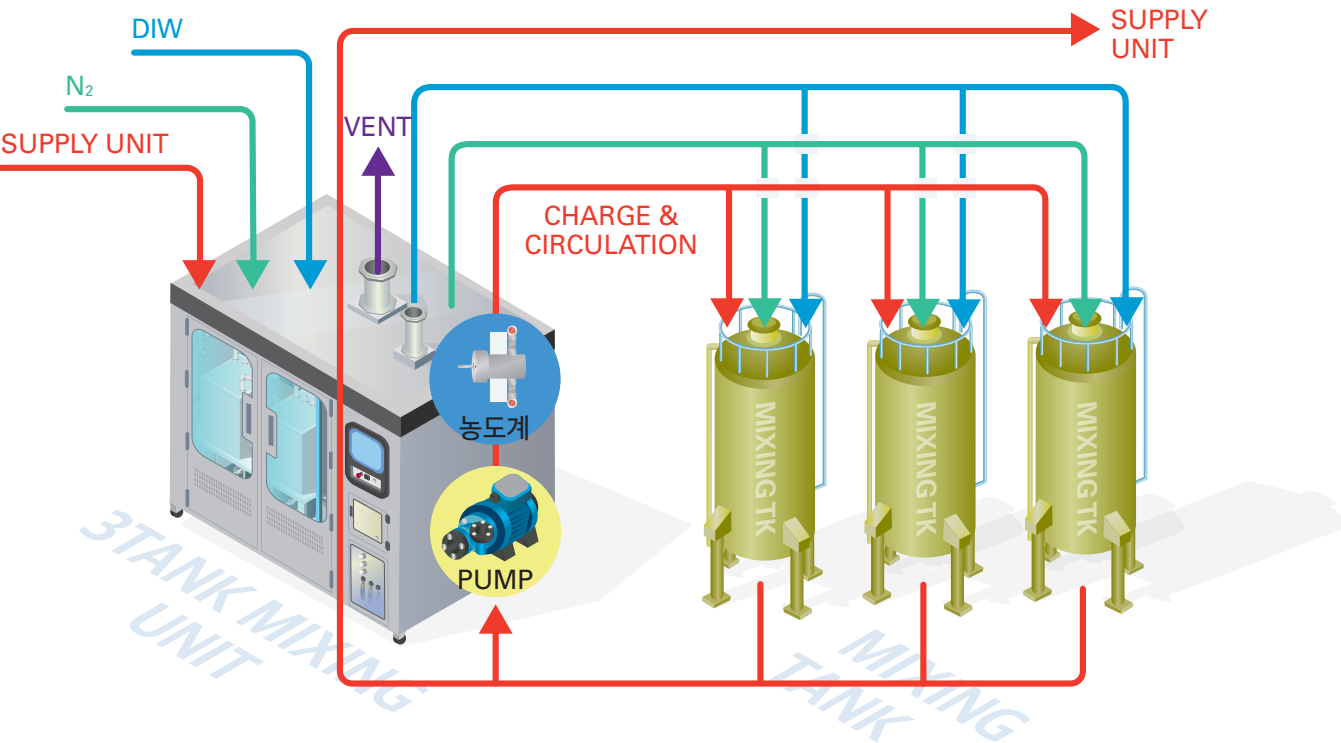 DIW
SUPPLY
UNIT
N₂
VENT
SUPPLY UNIT
CHARGE &
CIRCULATION
농도계
PUMP
MIXING TK
MIXING TK
MIXING TK
3TANK MIXING
UNIT
MIXING
TANK